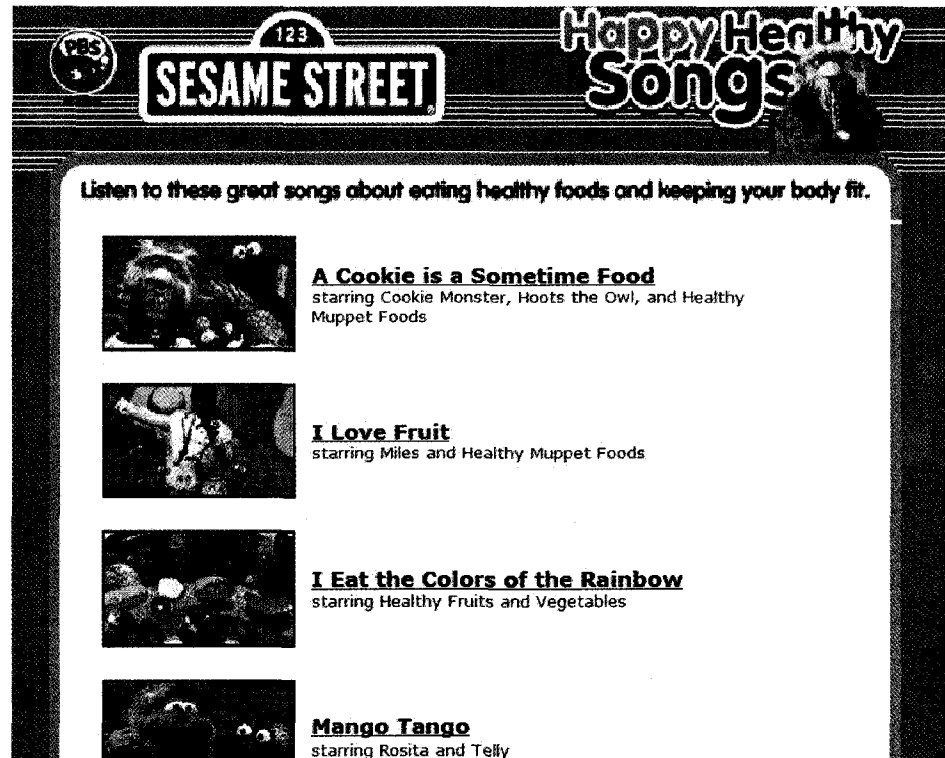 PBS
123
SESAME STREET
Happy Healthy
Songs
Listen to these great songs about eating healthy foods and keeping your body fit.
A Cookie is a Sometime Food
starring Cookie Monster, Hoots the Owl, and Healthy
Muppet Foods
I Love Fruit
starring Miles and Healthy Muppet Foods
I Eat the Colors of the Rainbow
starring Healthy Fruits and Vegetables
Mango Tango
starring Rosita and Telly